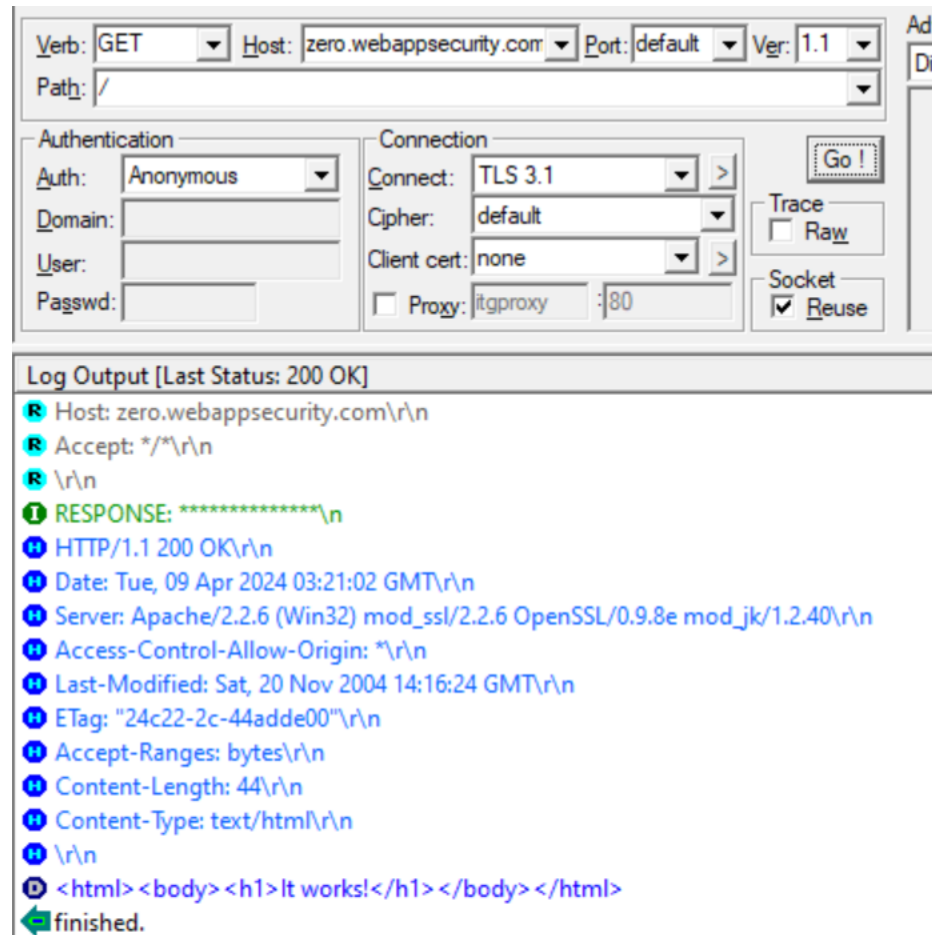 Verb: GET Host: zero.webappsecurity.com Port: default Ver: 1.1 Ad
Path: / Di
Authentication Connection Go !
Auth: Anonymous Connect: TLS 3.1 >
Domain: Cipher: default Trace
Raw
User: Client cert: none > Socket
Passwd: Proxy: itgproxy : 80 Reuse
Log Output [Last Status: 200 OK]
R Host: zero.webappsecurity.com\r\n
R Accept: */*\r\n
R \r\n
I RESPONSE: **************\n
H HTTP/1.1 200 OK\r\n
H Date: Tue, 09 Apr 2024 03:21:02 GMT\r\n
H Server: Apache/2.2.6 (Win32) mod_ssl/2.2.6 OpenSSL/0.9.8e mod_jk/1.2.40\r\n
H Access-Control-Allow-Origin: *\r\n
H Last-Modified: Sat, 20 Nov 2004 14:16:24 GMT\r\n
H ETag: "24c22-2c-44adde00"\r\n
H Accept-Ranges: bytes\r\n
H Content-Length: 44\r\n
H Content-Type: text/html\r\n
H \r\n
D <html><body><h1>It works!</h1></body></html>
finished.